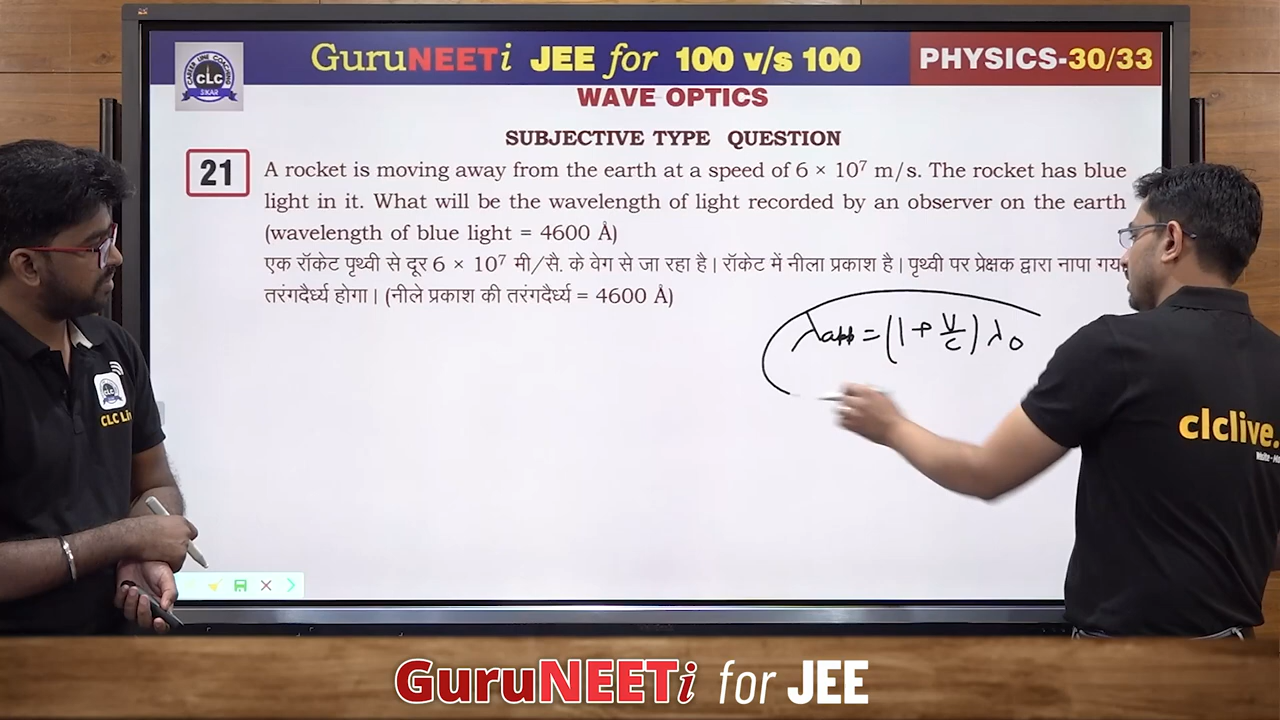 GuruNEETi JEE for 100 v/s 100
PHYSICS-30/33
CAREER LINE COACHING
CLC
SIKAR
WAVE OPTICS
SUBJECTIVE TYPE QUESTION
21
A rocket is moving away from the earth at a speed of 6 × 10⁷ m/s. The rocket has blue
light in it. What will be the wavelength of light recorded by an observer on the earth
(wavelength of blue light = 4600 Å)
एक रॉकेट पृथ्वी से दूर 6 × 10⁷ मी/सै. के वेग से जा रहा है। रॉकेट में नीला प्रकाश है। पृथ्वी पर प्रेक्षक द्वारा नापा गय
तरंगदैर्ध्य होगा। (नीले प्रकाश की तरंगदैर्ध्य = 4600 Å)
λapp = (1 + v/c) λ₀
CLC Li
clclive.
GuruNEETi for JEE